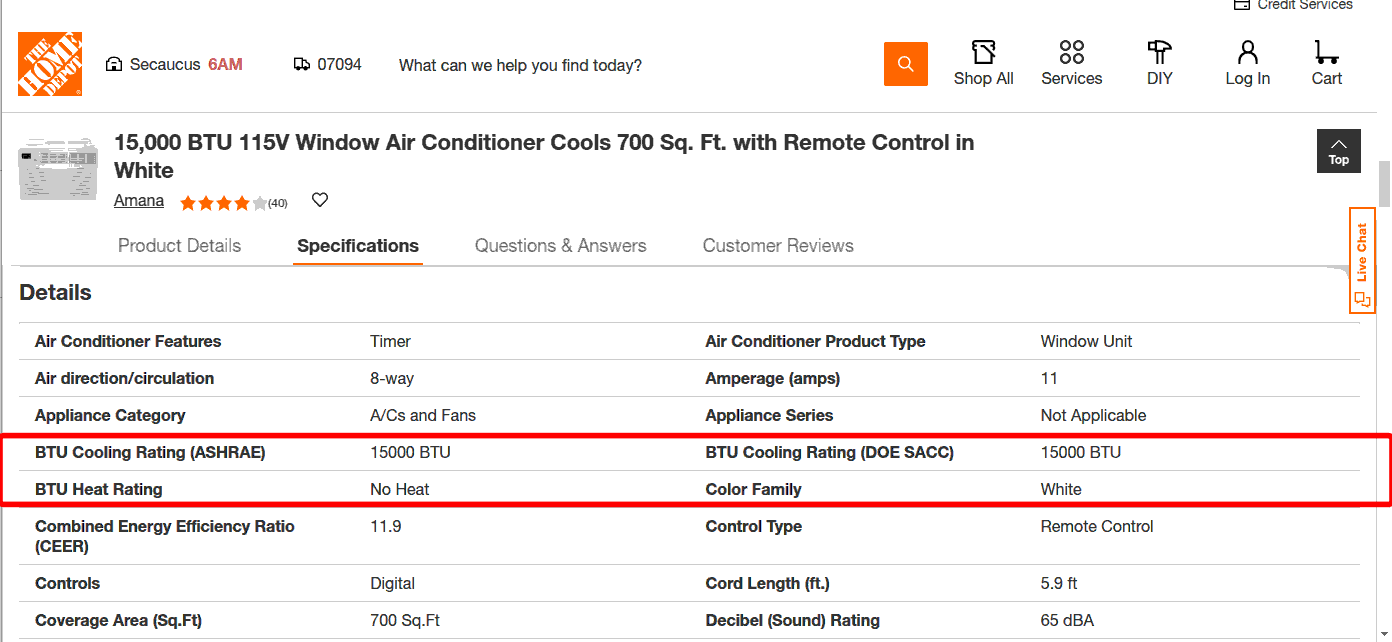 Credit Services
THE HOME DEPOT
Secaucus 6AM
07094
What can we help you find today?
Shop All
Services
DIY
Log In
Cart
15,000 BTU 115V Window Air Conditioner Cools 700 Sq. Ft. with Remote Control in
White
Amana
(40)
Top
Live Chat
Product Details
Specifications
Questions & Answers
Customer Reviews
Details
Air Conditioner Features Timer Air Conditioner Product Type Window Unit
Air direction/circulation 8-way Amperage (amps) 11
Appliance Category A/Cs and Fans Appliance Series Not Applicable
BTU Cooling Rating (ASHRAE) 15000 BTU BTU Cooling Rating (DOE SACC) 15000 BTU
BTU Heat Rating No Heat Color Family White
Combined Energy Efficiency Ratio 11.9 Control Type Remote Control
(CEER)
Controls Digital Cord Length (ft.) 5.9 ft
Coverage Area (Sq.Ft) 700 Sq.Ft Decibel (Sound) Rating 65 dBA